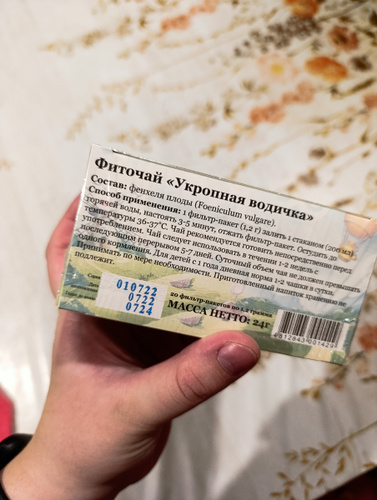 Фиточай «Укропная водичка»
Состав: фенхеля плоды (Foeniculum vulgare).
Способ применения: 1 фильтр-пакет (1,2 г) залить 1 стаканом (200 мл)
горячей воды, настоять 3-5 минут, отжать фильтр-пакет. Остудить до
температуры 36-37°С. Чай рекомендуется готовить непосредственно перед
употреблением. Чай следует использовать в течении 1-2 недель с
последующим перерывом 5-7 дней. Суточный объем чая не должен превышать
одного кормления. Для детей с 1 года дневная норма 1-2 чашки в сутки.
Принимать по мере необходимости. Приготовленный напиток хранению не
подлежит.
010722
0722
0724
20 фильтр-пакетов по 1,2 грамма
МАССА НЕТТО: 24г